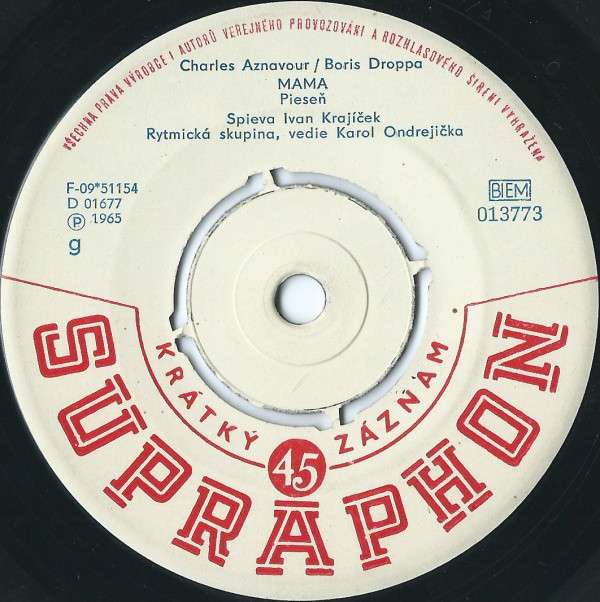 VŠECHNA PRÁVA VÝROBCE I AUTORŮ VEŘEJNÉHO PROVOZOVÁNÍ A ROZHLASOVÉHO ŠÍŘENÍ VYHRAŽENA
Charles Aznavour / Boris Droppa
MAMA
Pieseň
Spieva Ivan Krajíček
Rytmická skupina, vedie Karol Ondrejička
F-09*51154
D 01677
Ⓟ 1965
g
BIEM
013773
KRÁTKÝ 45 ZÁZNAM
SUPRAPHON